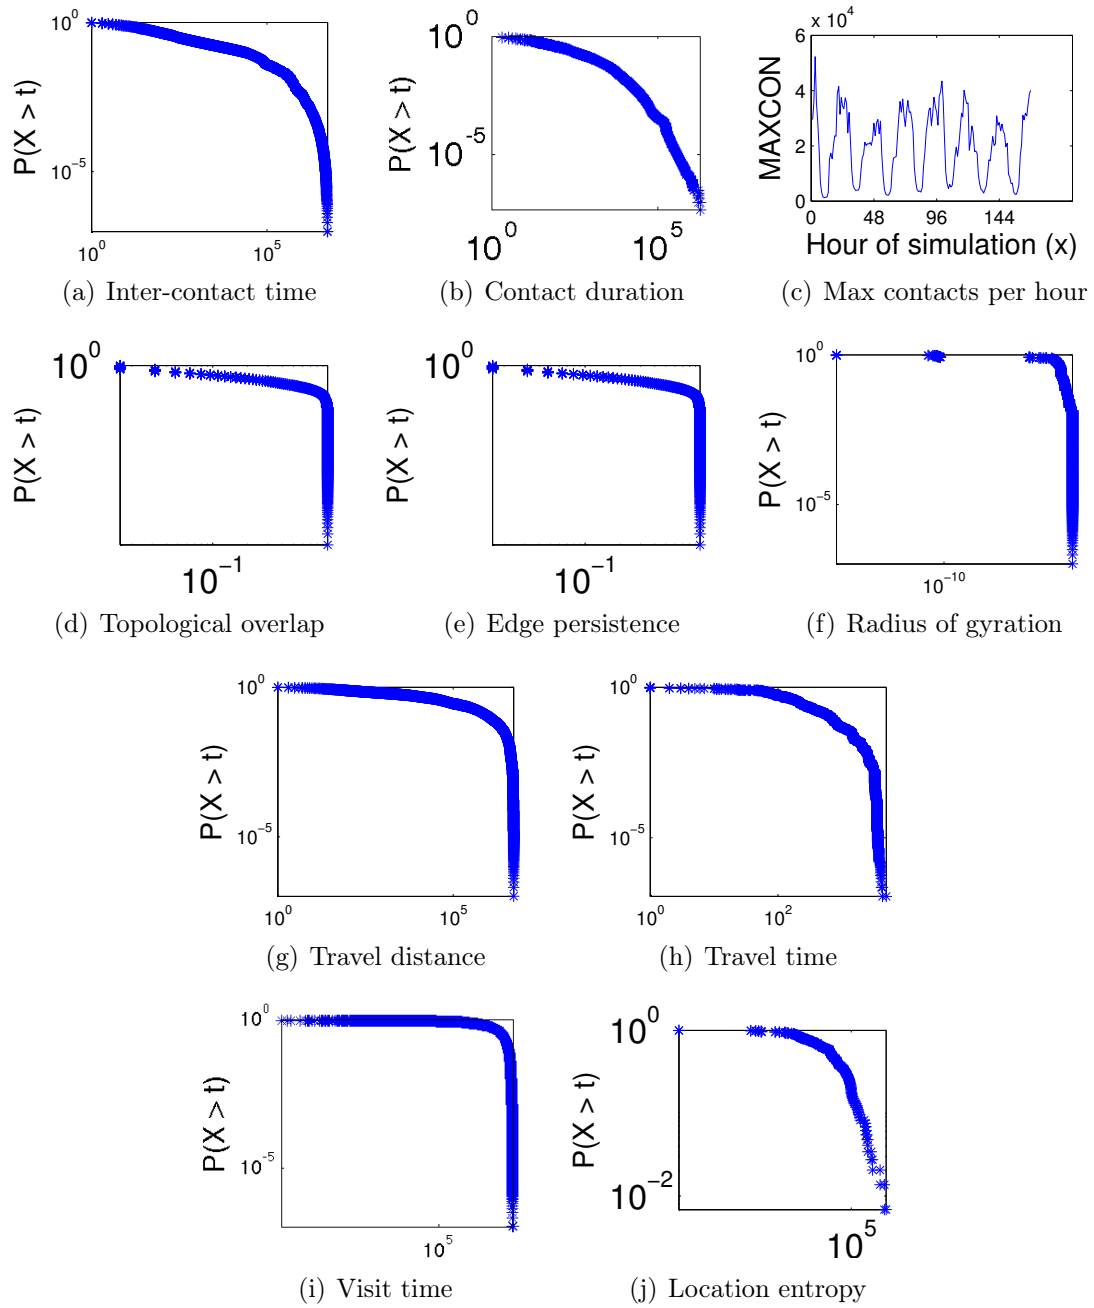 10^0
10^-5
P(X > t)
10^0
10^5
(a) Inter-contact time
10^0
10^-5
P(X > t)
10^0
10^5
(b) Contact duration
x 10^4
6
4
2
0
MAXCON
0 48 96 144
Hour of simulation (x)
(c) Max contacts per hour
10^0
P(X > t)
10^-1
(d) Topological overlap
10^0
P(X > t)
10^-1
(e) Edge persistence
10^0
10^-5
P(X > t)
10^-10
(f) Radius of gyration
10^0
10^-5
P(X > t)
10^0
10^5
(g) Travel distance
10^0
10^-5
P(X > t)
10^0
10^2
(h) Travel time
10^0
10^-5
P(X > t)
10^5
(i) Visit time
10^0
10^-2
P(X > t)
10^5
(j) Location entropy